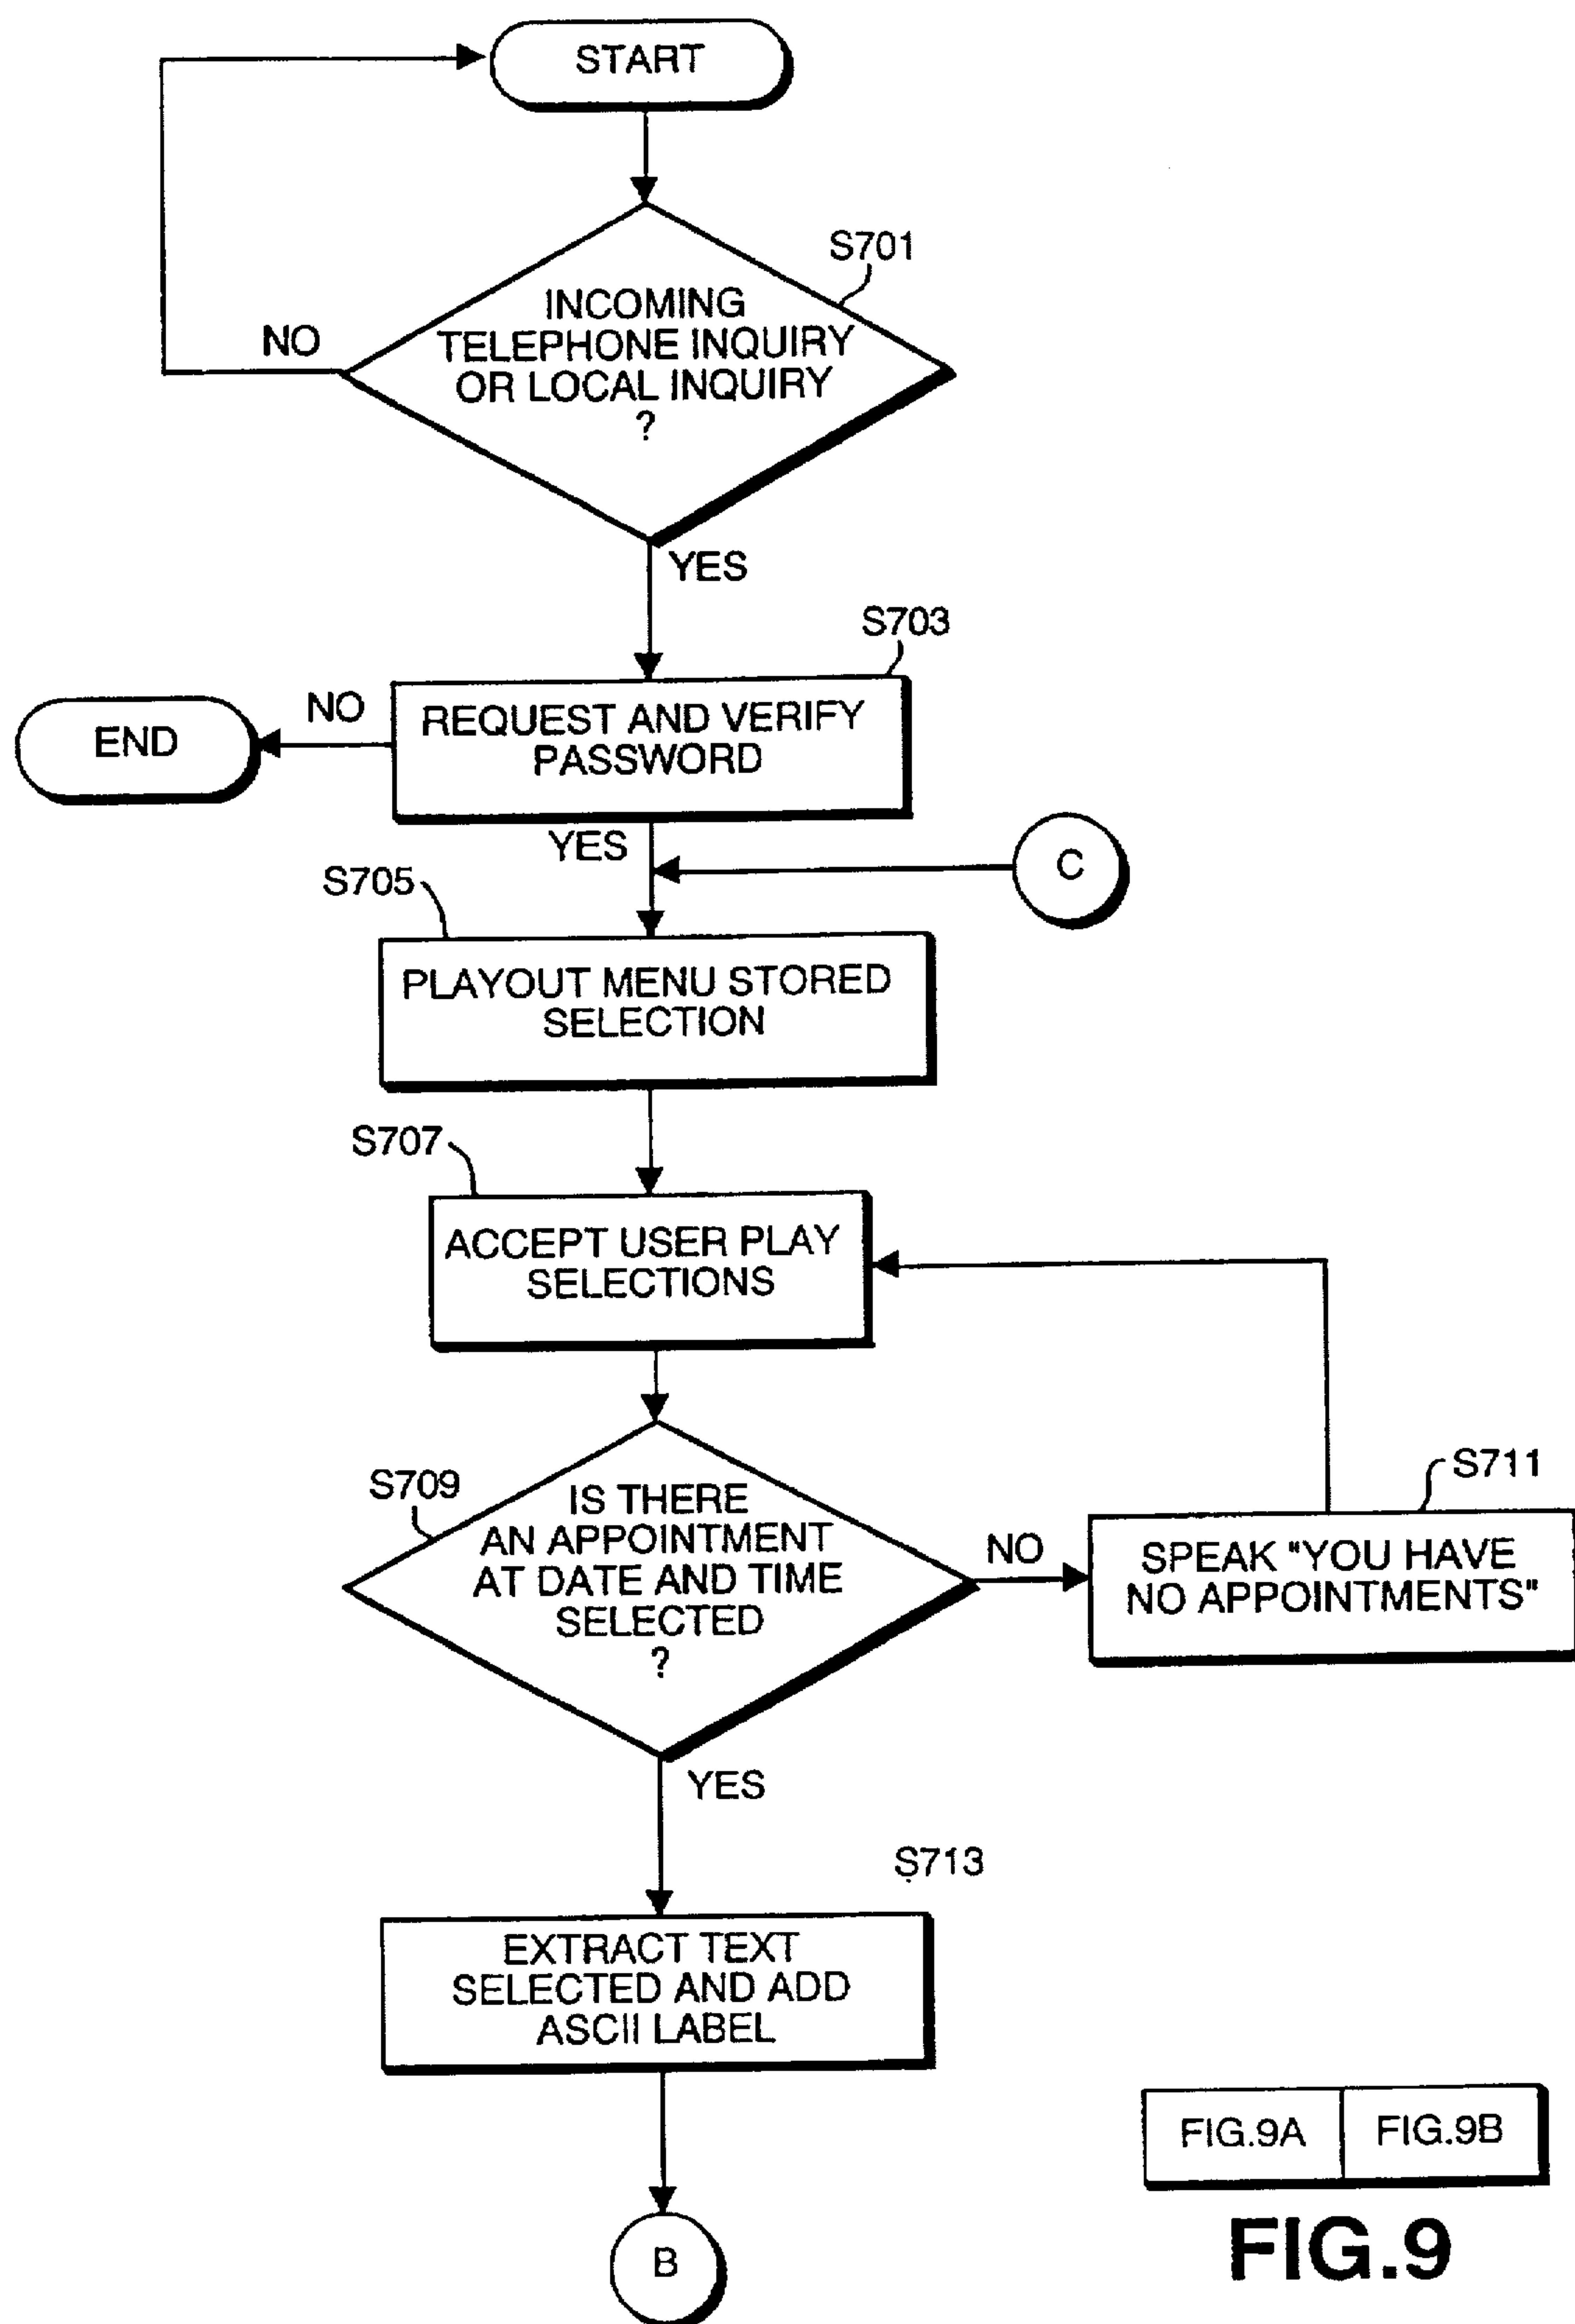 START
S701
INCOMING
TELEPHONE INQUIRY
OR LOCAL INQUIRY
?
NO
YES
S703
REQUEST AND VERIFY
PASSWORD
NO
END
YES
C
S705
PLAYOUT MENU STORED
SELECTION
S707
ACCEPT USER PLAY
SELECTIONS
S709
IS THERE
AN APPOINTMENT
AT DATE AND TIME
SELECTED
?
NO
S711
SPEAK "YOU HAVE
NO APPOINTMENTS"
YES
S713
EXTRACT TEXT
SELECTED AND ADD
ASCII LABEL
B
FIG.9A FIG.9B
FIG.9